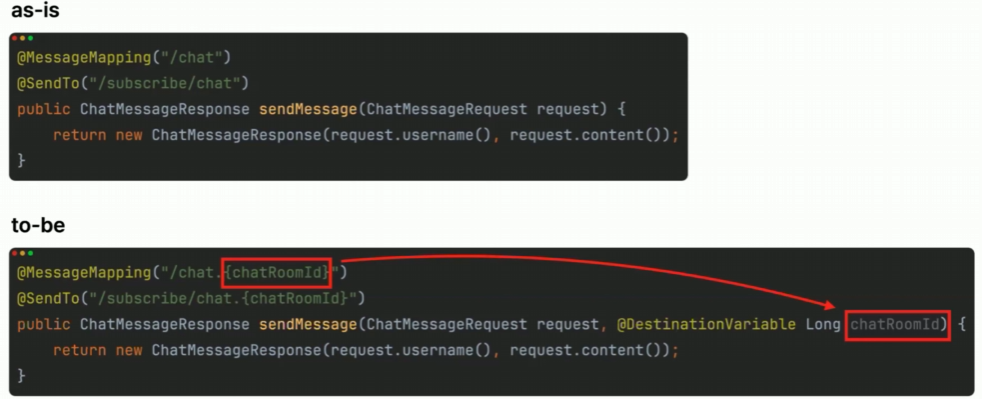 as-is
@MessageMapping("/chat")
@SendTo("/subscribe/chat")
public ChatMessageResponse sendMessage(ChatMessageRequest request) {
return new ChatMessageResponse(request.username(), request.content());
}
to-be
@MessageMapping("/chat.{chatRoomId}")
@SendTo("/subscribe/chat.{chatRoomId}")
public ChatMessageResponse sendMessage(ChatMessageRequest request, @DestinationVariable Long chatRoomId) {
return new ChatMessageResponse(request.username(), request.content());
}